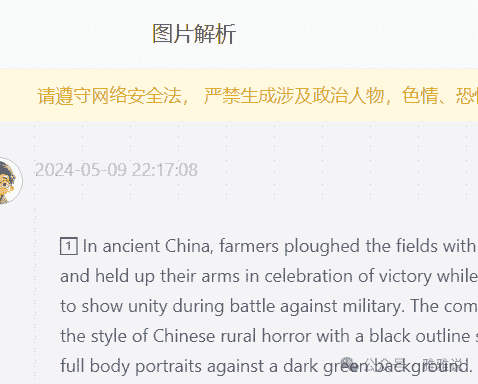 图片解析
请遵守网络安全法， 严禁生成涉及政治人物，色情、恐
2024-05-09 22:17:08
1 In ancient China, farmers ploughed the fields with
and held up their arms in celebration of victory while
to show unity during battle against military. The com
the style of Chinese rural horror with a black outline s
full body portraits against a dark green background.
公众号